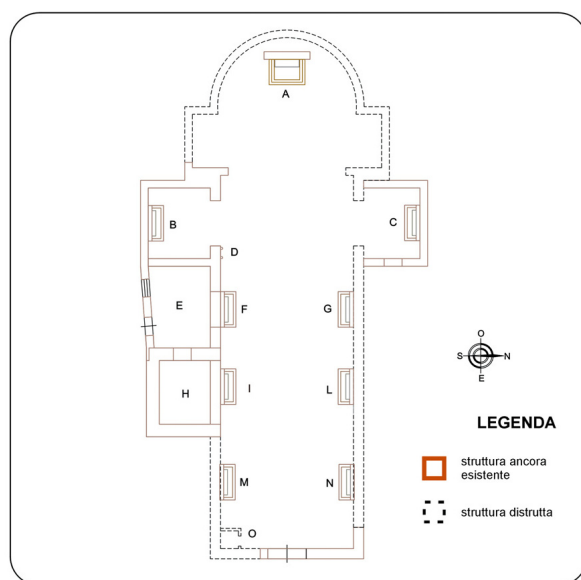 A
B
C
D
E
F
G
O
S
N
E
H
I
L
LEGENDA
struttura ancora
esistente
M
N
struttura distrutta
O